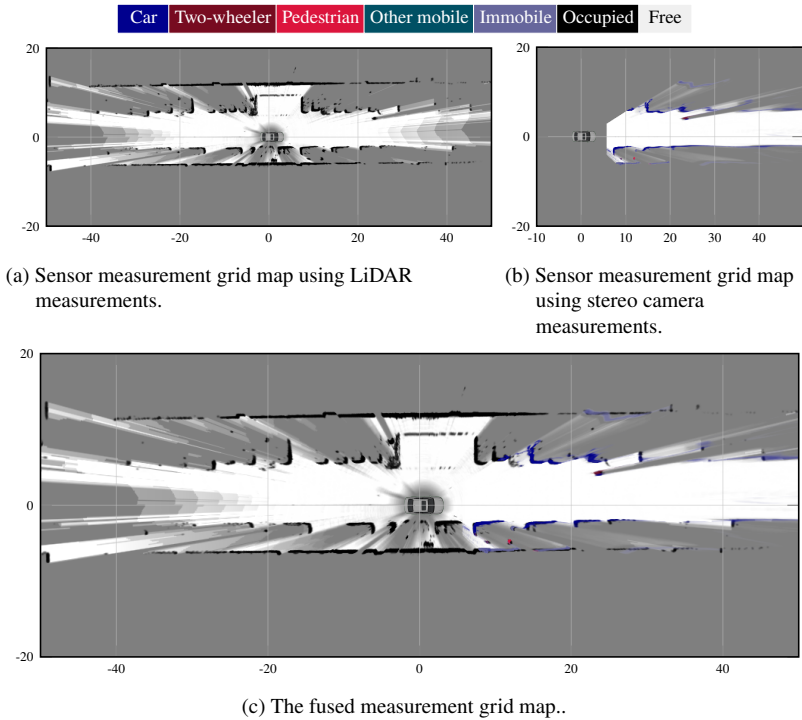 Car Two-wheeler Pedestrian Other mobile Immobile Occupied Free
20
0
-20
-40 -20 0 20 40
20
0
-20
-10 0 10 20 30 40 50
(a) Sensor measurement grid map using LiDAR
measurements.
(b) Sensor measurement grid map
using stereo camera
measurements.
20
0
-20
-40 -20 0 20 40
(c) The fused measurement grid map..